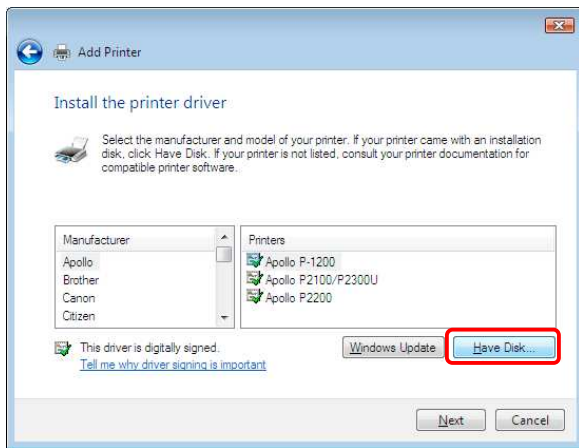 Add Printer
Install the printer driver
Select the manufacturer and model of your printer. If your printer came with an installation
disk, click Have Disk. If your printer is not listed, consult your printer documentation for
compatible printer software.
Manufacturer
Apollo
Brother
Canon
Citizen
Printers
Apollo P-1200
Apollo P2100/P2300U
Apollo P2200
This driver is digitally signed.
Tell me why driver signing is important
Windows Update
Have Disk...
Next
Cancel